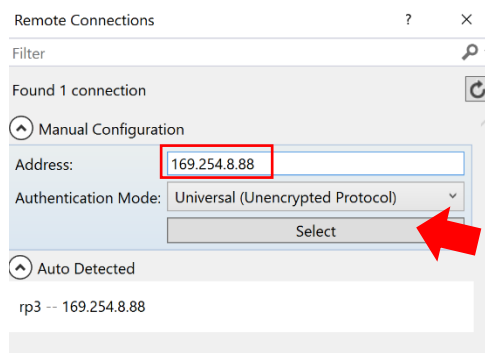 Remote Connections ? ×
Filter
Found 1 connection
Manual Configuration
Address: 169.254.8.88
Authentication Mode: Universal (Unencrypted Protocol)
Select
Auto Detected
rp3 -- 169.254.8.88